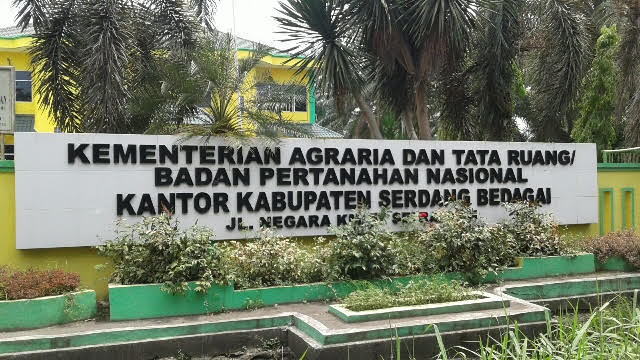 KEMENTERIAN AGRARIA DAN TATA RUANG/
BADAN PERTANAHAN NASIONAL
KANTOR KABUPATEN SERDANG BEDAGAI
JL. NEGARA